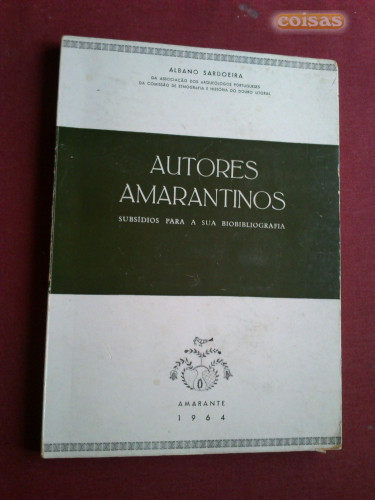 coisas
ALBANO SARDOEIRA
DA ASSOCIAÇÃO DOS ARQUEÓLOGOS PORTUGUESES
DA COMISSÃO DE ETNOGRAFIA E HISTÓRIA DO DOURO LITORAL
AUTORES
AMARANTINOS
SUBSÍDIOS PARA A SUA BIOBIBLIOGRAFIA
AMARANTE
1964